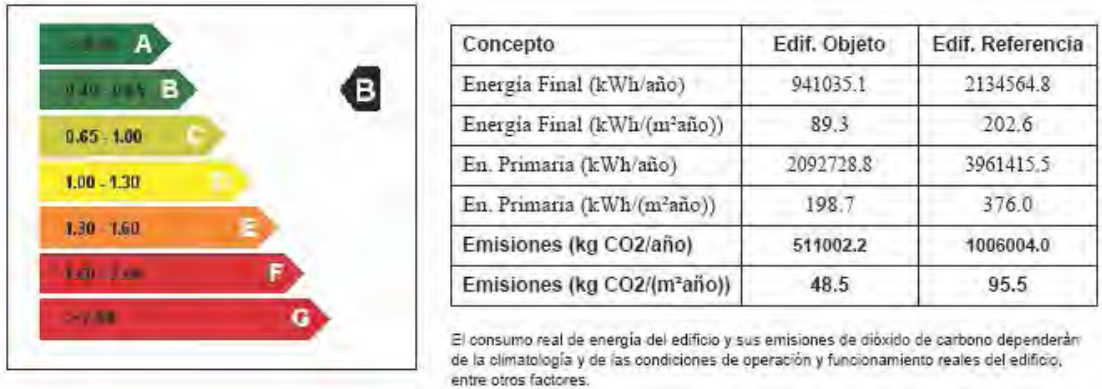 A
0.40 - 0.65 B
0.65 - 1.00 C
1.00 - 1.30
1.30 - 1.60 E
F
G
B
Concepto Edif. Objeto Edif. Referencia
Energía Final (kWh/año) 941035.1 2134564.8
Energía Final (kWh/(m²año)) 89.3 202.6
En. Primaria (kWh/año) 2092728.8 3961415.5
En. Primaria (kWh/(m²año)) 198.7 376.0
Emisiones (kg CO2/año) 511002.2 1006004.0
Emisiones (kg CO2/(m²año)) 48.5 95.5
El consumo real de energía del edificio y sus emisiones de dióxido de carbono dependerán
de la climatología y de las condiciones de operación y funcionamiento reales del edificio,
entre otros factores.